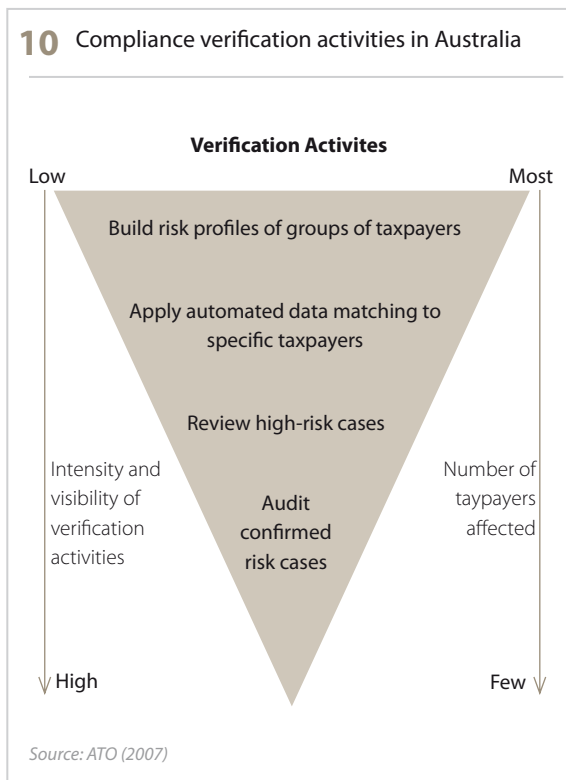 10 Compliance verification activities in Australia
Verification Activites
Low
Most
Build risk profiles of groups of taxpayers
Apply automated data matching to
specific taxpayers
Review high-risk cases
Intensity and
visibility of
verification
activities
Audit
confirmed
risk cases
Number of
taypayers
affected
High
Few
Source: ATO (2007)